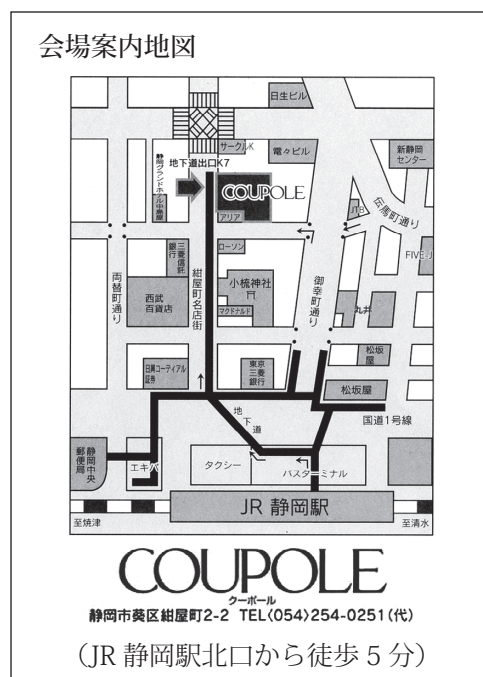 会場案内地図
日生ビル
サークルK
電々ビル
新静岡
センター
静岡グランドホテル中島屋
地下道出口K7
COUPOLE
アリア
JTB
伝馬町通り
三菱信託
銀行
ローソン
FIVE-J
両替町通り
西武
百貨店
紺屋町名店街
小梳神社
御幸町通り
マクドナルド
丸井
日興コーディアル
証券
東京
三菱
銀行
松坂
屋
松坂屋
地下道
国道1号線
静岡中央
郵便局
エキパ
タクシー
バスターミナル
JR 静岡駅
至焼津
至清水
COUPOLE
クーポール
静岡市葵区紺屋町2-2 TEL〈054〉254-0251(代)
(JR 静岡駅北口から徒歩 5 分)